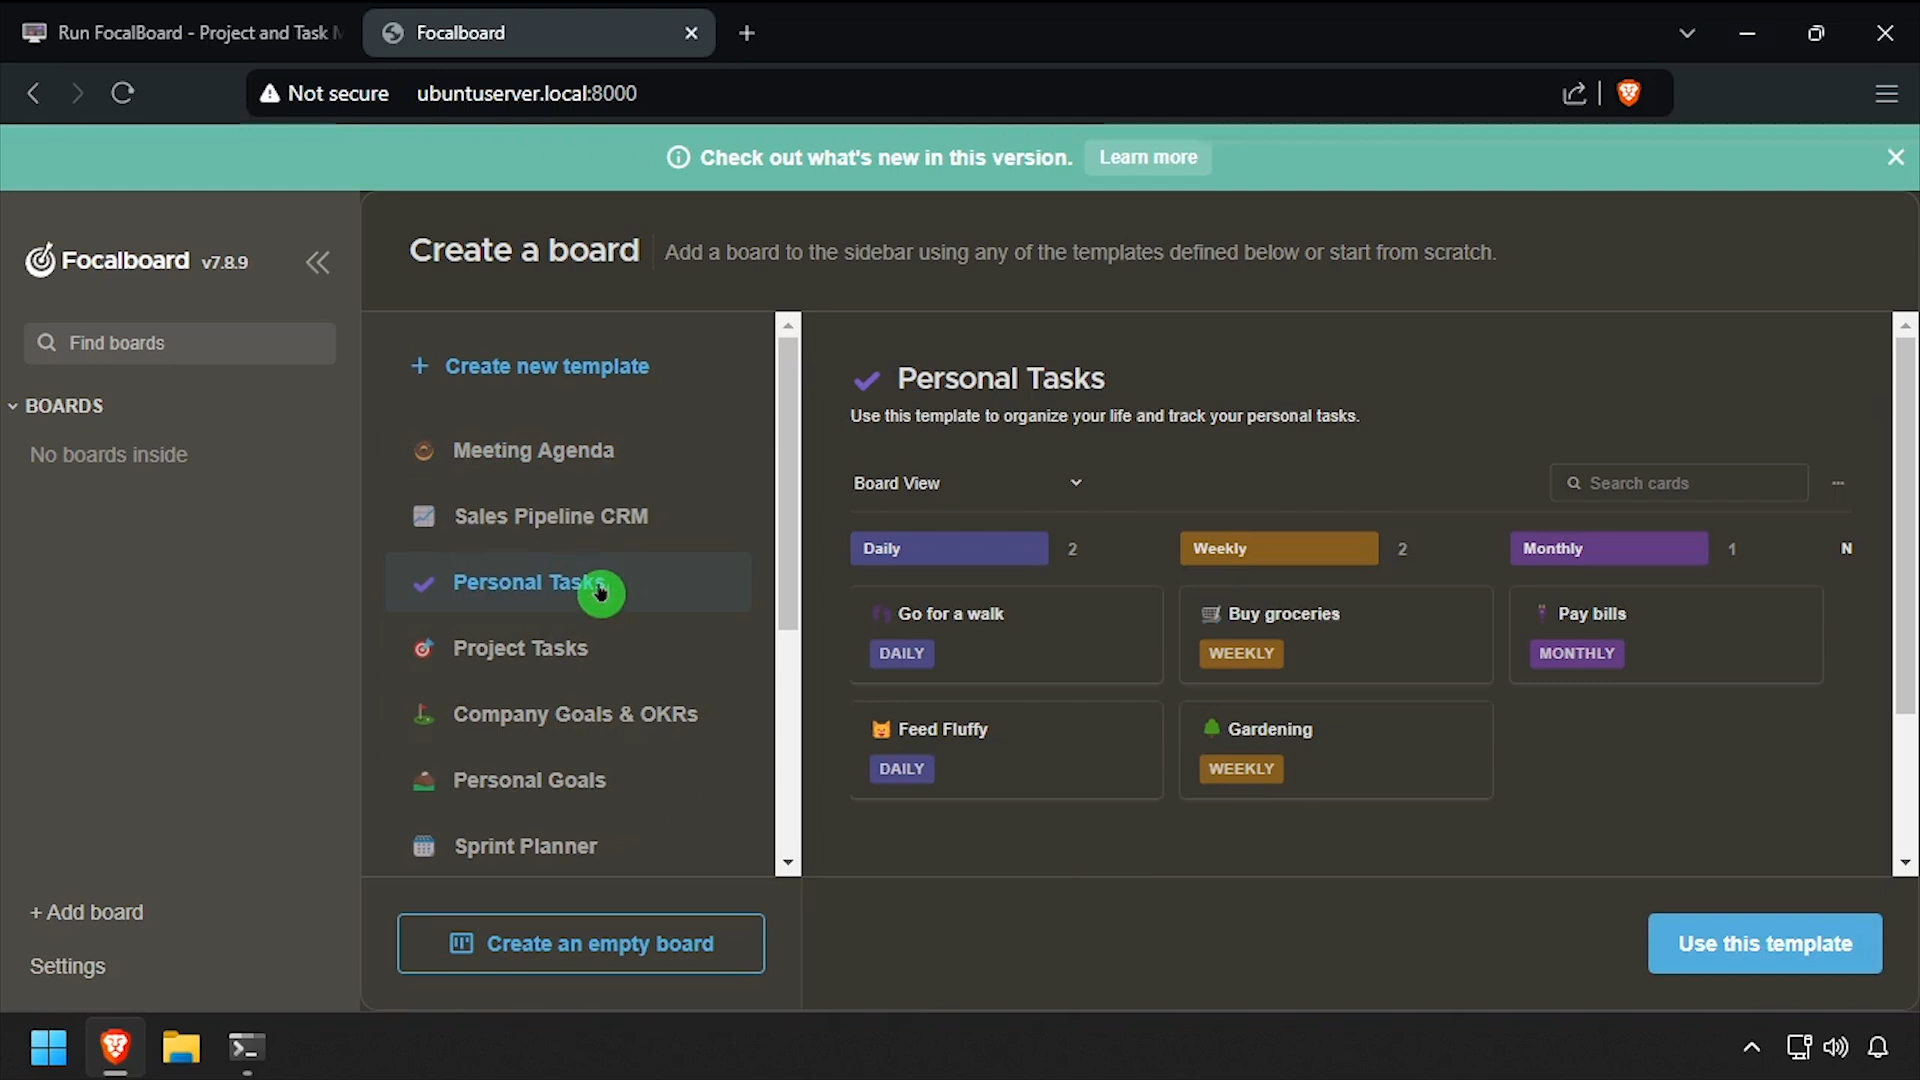 Run FocalBoard - Project and Task M
Focalboard
Not secure
ubuntuserver.local:8000
Check out what's new in this version.
Learn more
Focalboard v7.8.9
Create a board
Add a board to the sidebar using any of the templates defined below or start from scratch.
Find boards
BOARDS
No boards inside
+ Add board
Settings
+ Create new template
Meeting Agenda
Sales Pipeline CRM
Personal Tasks
Project Tasks
Company Goals & OKRs
Personal Goals
Sprint Planner
Create an empty board
Personal Tasks
Use this template to organize your life and track your personal tasks.
Board View
Search cards
Daily 2
Weekly 2
Monthly 1
N
Go for a walk
DAILY
Buy groceries
WEEKLY
Pay bills
MONTHLY
Feed Fluffy
DAILY
Gardening
WEEKLY
Use this template